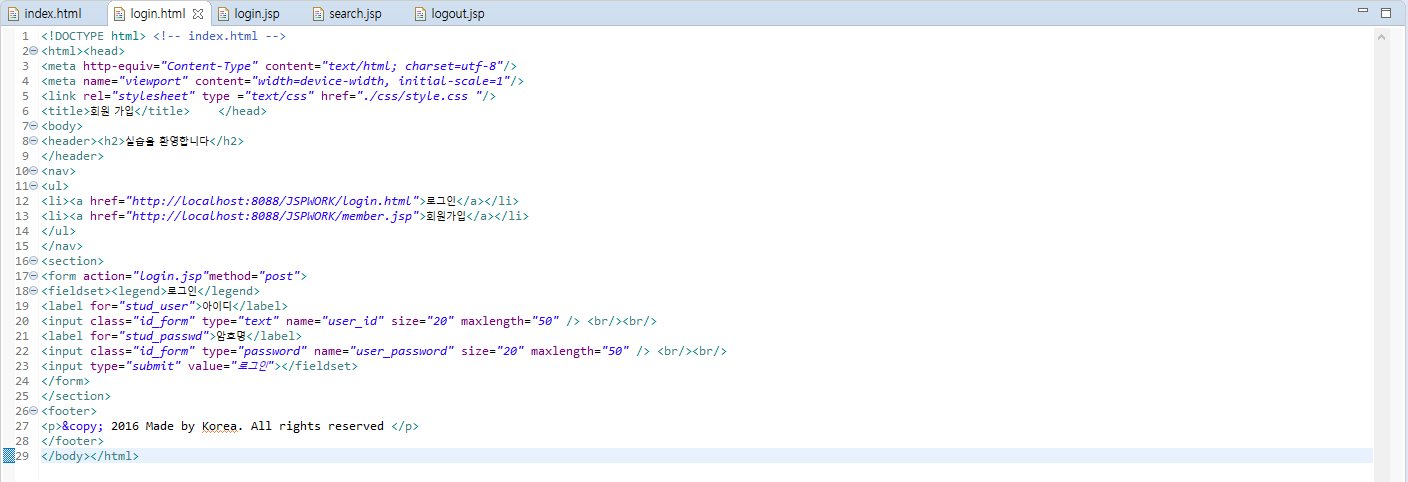 index.html login.html login.jsp search.jsp logout.jsp
1 <!DOCTYPE html> <!-- index.html -->
2 <html><head>
3 <meta http-equiv="Content-Type" content="text/html; charset=utf-8"/>
4 <meta name="viewport" content="width=device-width, initial-scale=1"/>
5 <link rel="stylesheet" type ="text/css" href="./css/style.css "/>
6 <title>회원 가입</title>    </head>
7 <body>
8 <header><h2>실습을 환영합니다</h2>
9 </header>
10 <nav>
11 <ul>
12 <li><a href="http://localhost:8088/JSPWORK/login.html">로그인</a></li>
13 <li><a href="http://localhost:8088/JSPWORK/member.jsp">회원가입</a></li>
14 </ul>
15 </nav>
16 <section>
17 <form action="login.jsp"method="post">
18 <fieldset><legend>로그인</legend>
19 <label for="stud_user">아이디</label>
20 <input class="id_form" type="text" name="user_id" size="20" maxlength="50" /> <br/><br/>
21 <label for="stud_passwd">암호명</label>
22 <input class="id_form" type="password" name="user_password" size="20" maxlength="50" /> <br/><br/>
23 <input type="submit" value="로그인"></fieldset>
24 </form>
25 </section>
26 <footer>
27 <p>&copy; 2016 Made by Korea. All rights reserved </p>
28 </footer>
29 </body></html>